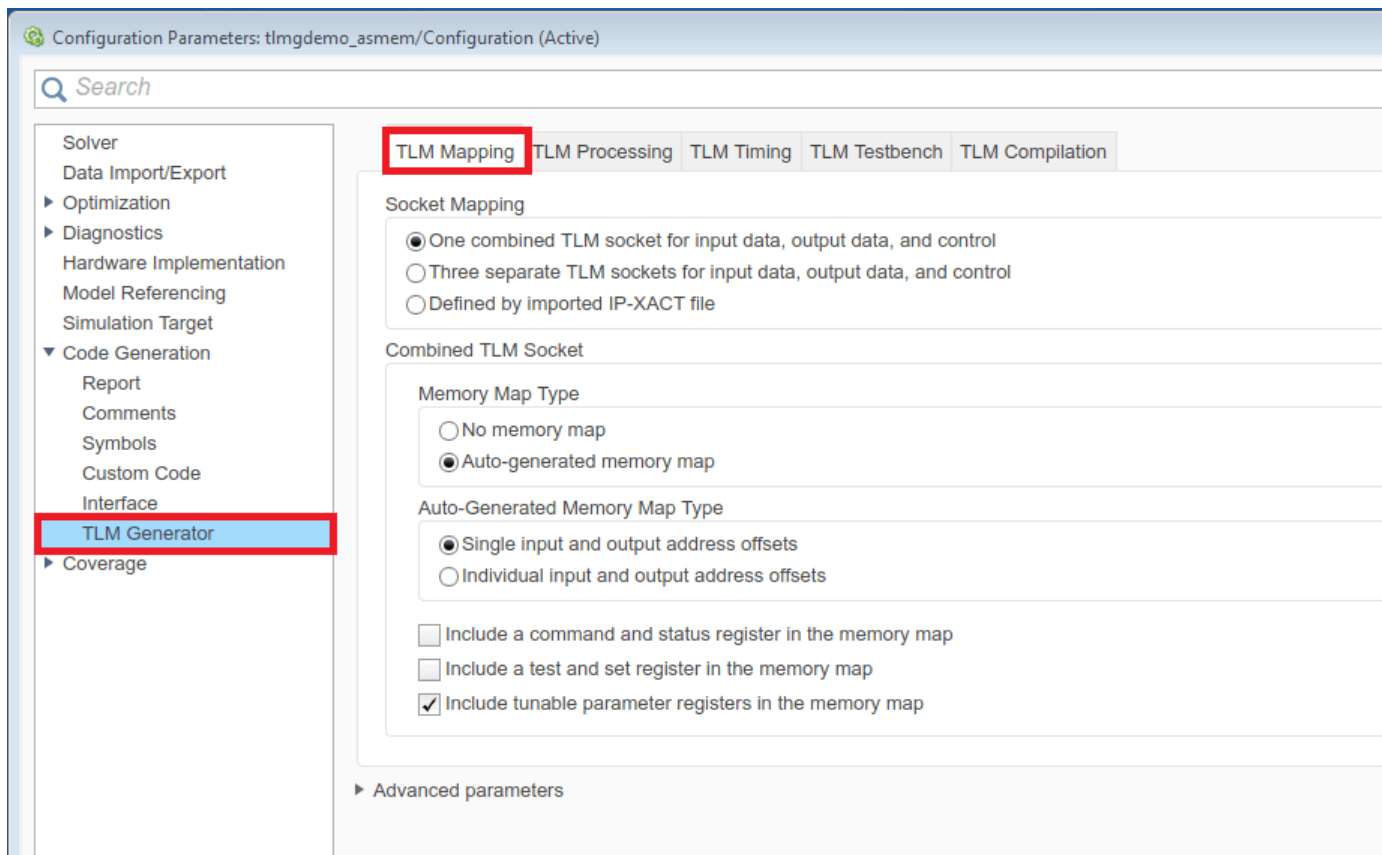 Configuration Parameters: tlmgdemo_asmem/Configuration (Active)
Search
Solver
Data Import/Export
Optimization
Diagnostics
Hardware Implementation
Model Referencing
Simulation Target
Code Generation
Report
Comments
Symbols
Custom Code
Interface
TLM Generator
Coverage
TLM Mapping TLM Processing TLM Timing TLM Testbench TLM Compilation
Socket Mapping
One combined TLM socket for input data, output data, and control
Three separate TLM sockets for input data, output data, and control
Defined by imported IP-XACT file
Combined TLM Socket
Memory Map Type
No memory map
Auto-generated memory map
Auto-Generated Memory Map Type
Single input and output address offsets
Individual input and output address offsets
Include a command and status register in the memory map
Include a test and set register in the memory map
Include tunable parameter registers in the memory map
Advanced parameters